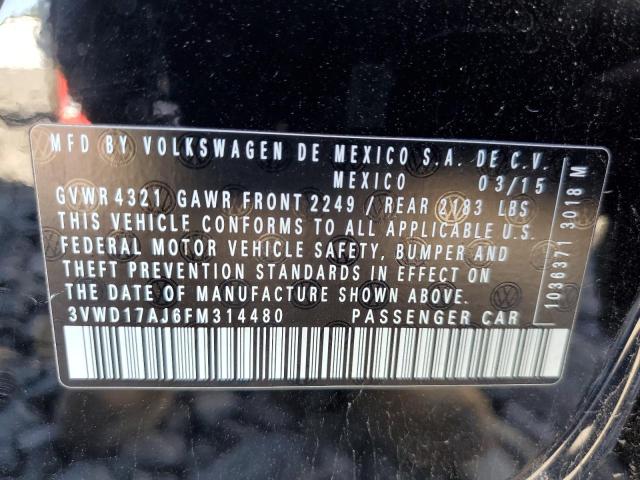 MFD BY VOLKSWAGEN DE MEXICO S.A. DE C.V.
MEXICO 03/15
GVWR 4321 GAWR FRONT 2249 / REAR 2183 LBS
THIS VEHICLE CONFORMS TO ALL APPLICABLE U.S.
FEDERAL MOTOR VEHICLE SAFETY, BUMPER AND
THEFT PREVENTION STANDARDS IN EFFECT ON
THE DATE OF MANUFACTURE SHOWN ABOVE.
3VWD17AJ6FM314480 PASSENGER CAR
1036371 3018 M